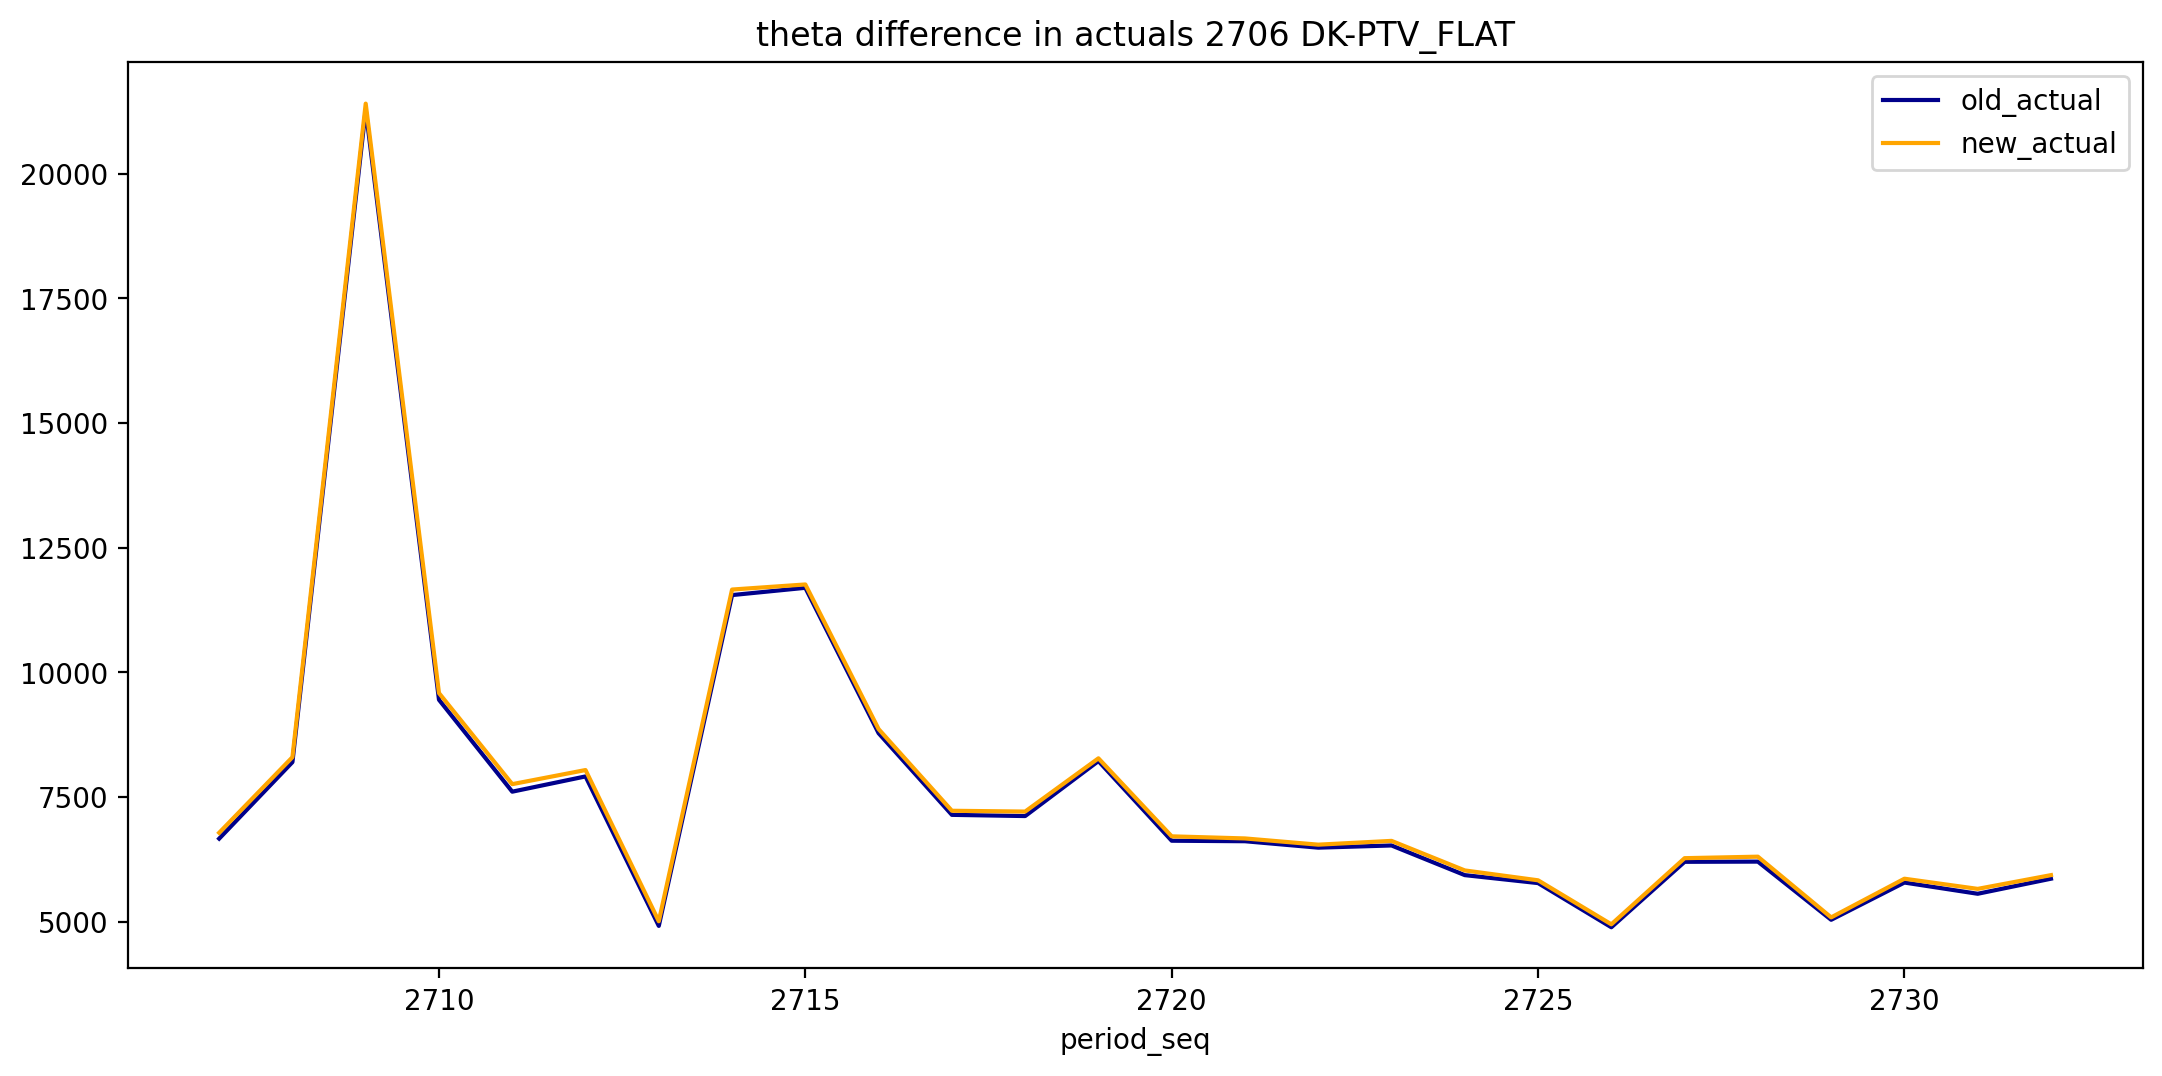 theta difference in actuals 2706 DK-PTV_FLAT
old_actual
new_actual
20000
17500
15000
12500
10000
7500
5000
2710 2715 2720 2725 2730
period_seq